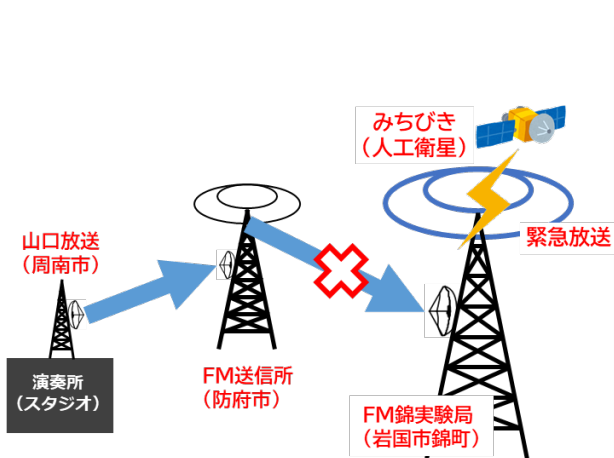 みちびき
（人工衛星）
緊急放送
山口放送
（周南市）
演奏所
（スタジオ）
FM送信所
（防府市）
FM錦実験局
（岩国市錦町）